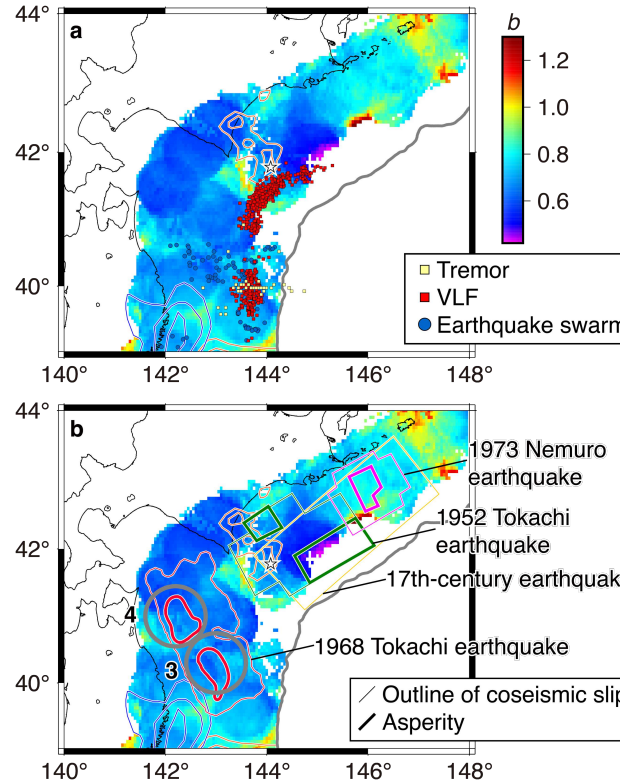 44°
a
42°
40°
140°
142°
144°
146°
148°
b
1.2
1.0
0.8
0.6
Tremor
VLF
Earthquake swarm
44°
b
42°
40°
1973 Nemuro
earthquake
1952 Tokachi
earthquake
17th-century earthquak
1968 Tokachi earthquake
4
3
Outline of coseismic slip
Asperity
140°
142°
144°
146°
148°